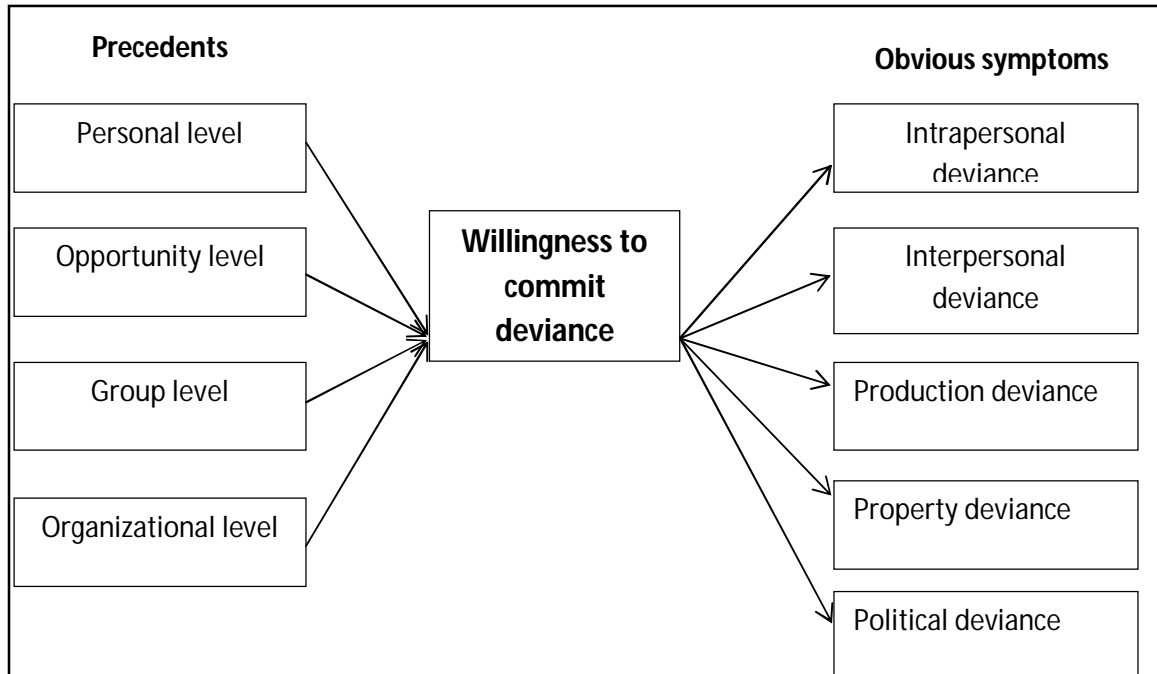 Precedents
Personal level
Opportunity level
Group level
Organizational level
Willingness to
commit
deviance
Obvious symptoms
Intrapersonal
deviance
Interpersonal
deviance
Production deviance
Property deviance
Political deviance